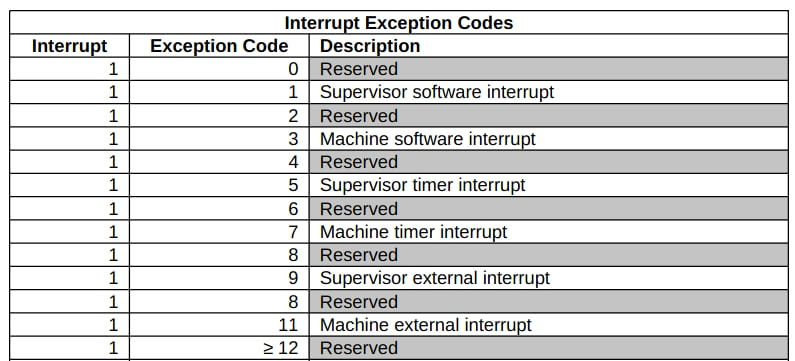 Interrupt Exception Codes
Interrupt Exception Code Description
1 0 Reserved
1 1 Supervisor software interrupt
1 2 Reserved
1 3 Machine software interrupt
1 4 Reserved
1 5 Supervisor timer interrupt
1 6 Reserved
1 7 Machine timer interrupt
1 8 Reserved
1 9 Supervisor external interrupt
1 8 Reserved
1 11 Machine external interrupt
1 ≥ 12 Reserved